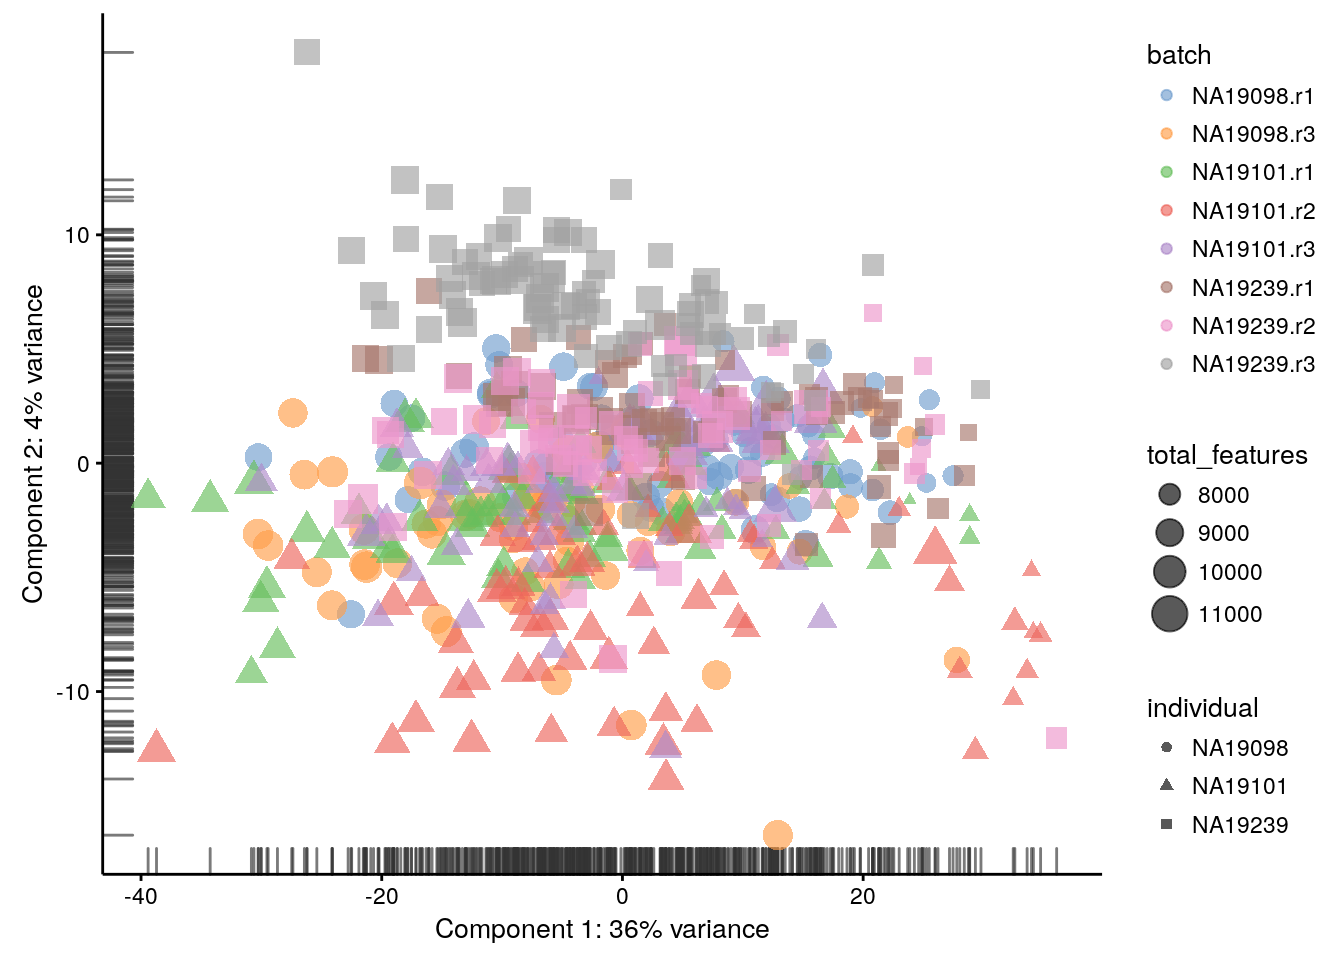 batch
NA19098.r1
NA19098.r3
NA19101.r1
NA19101.r2
NA19101.r3
NA19239.r1
NA19239.r2
NA19239.r3
total_features
8000
9000
10000
11000
individual
NA19098
NA19101
NA19239
10
0
-10
Component 2: 4% variance
-40
-20
0
20
Component 1: 36% variance